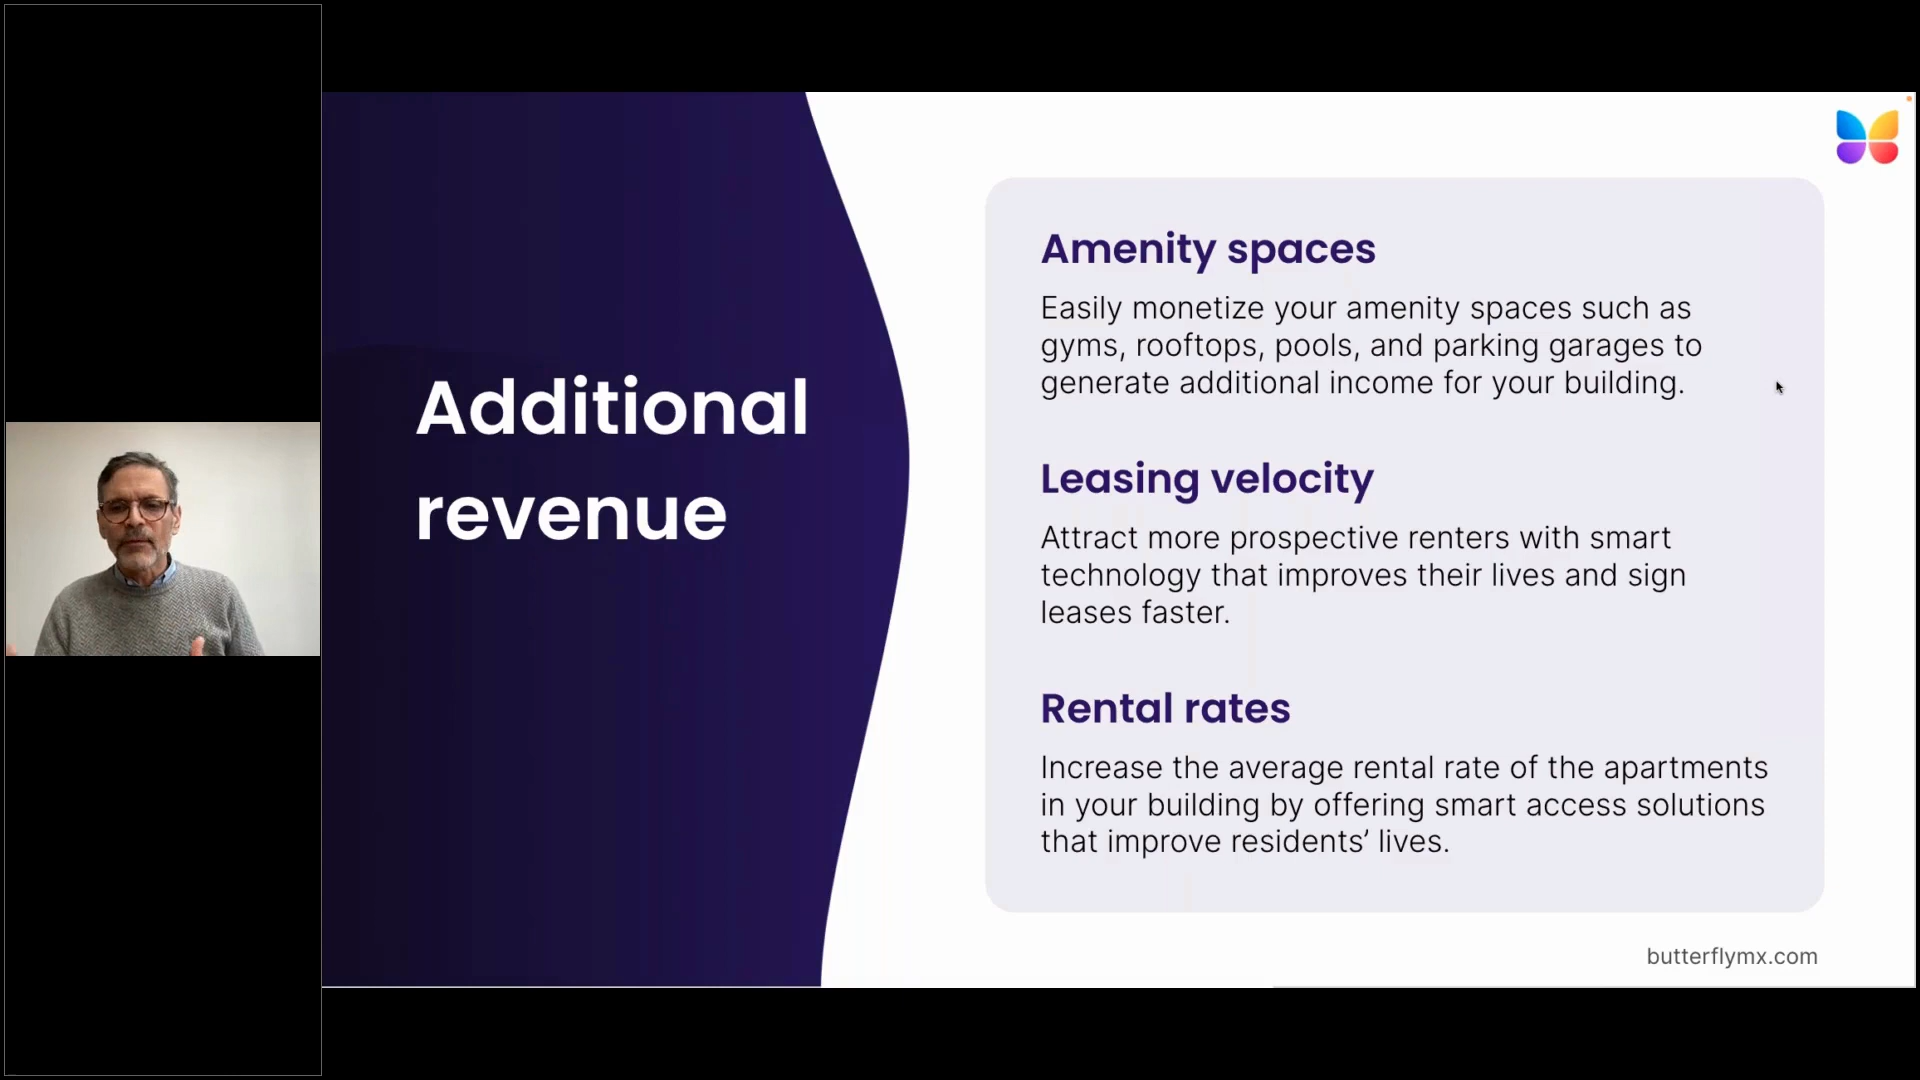 Additional
revenue
Amenity spaces
Easily monetize your amenity spaces such as
gyms, rooftops, pools, and parking garages to
generate additional income for your building.
Leasing velocity
Attract more prospective renters with smart
technology that improves their lives and sign
leases faster.
Rental rates
Increase the average rental rate of the apartments
in your building by offering smart access solutions
that improve residents’ lives.
butterflymx.com